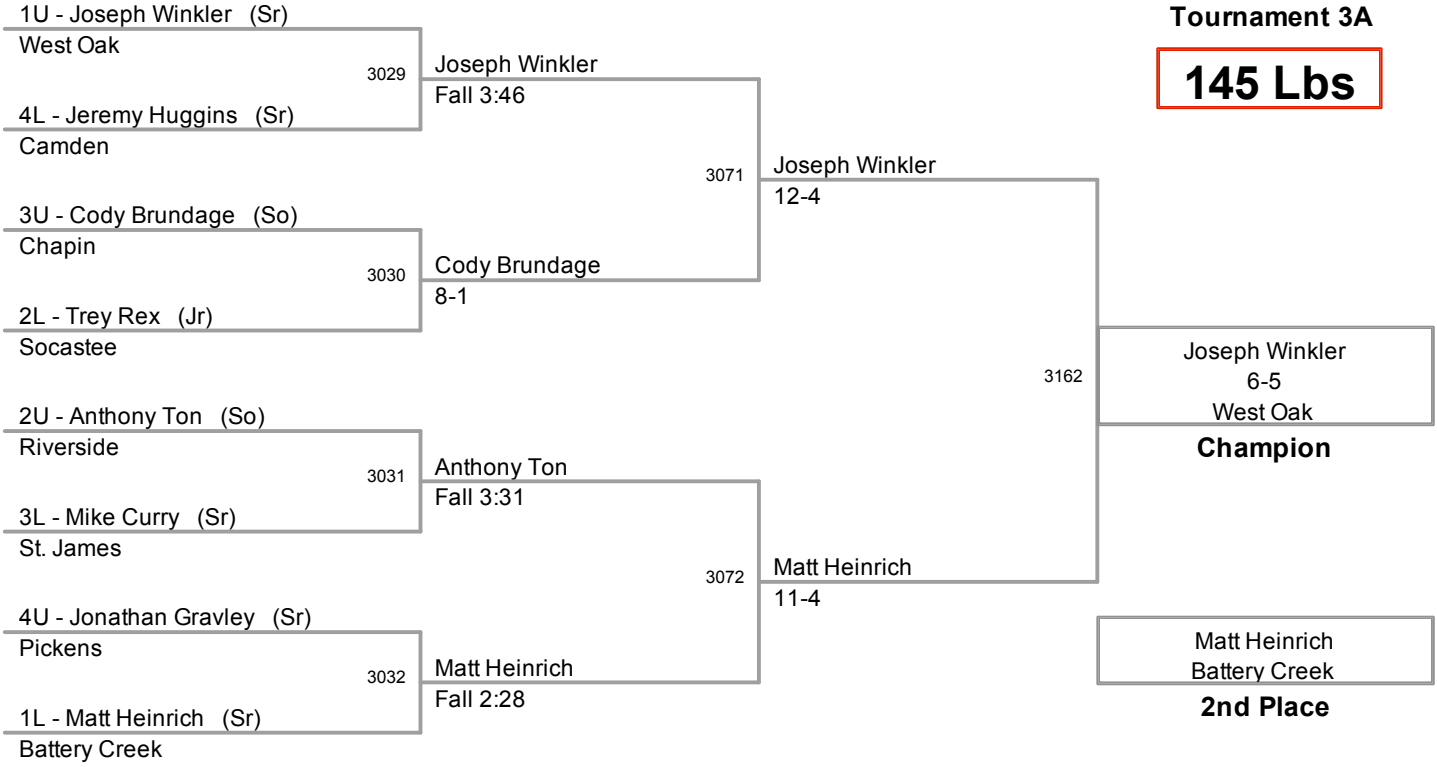 1U - Joseph Winkler (Sr)
West Oak
4L - Jeremy Huggins (Sr)
Camden
3U - Cody Brundage (So)
Chapin
2L - Trey Rex (Jr)
Socastee
2U - Anthony Ton (So)
Riverside
3L - Mike Curry (Sr)
St. James
4U - Jonathan Gravley (Sr)
Pickens
1L - Matt Heinrich (Sr)
Battery Creek
3029
Joseph Winkler
Fall 3:46
3030
Cody Brundage
8-1
3031
Anthony Ton
Fall 3:31
3032
Matt Heinrich
Fall 2:28
3071
Joseph Winkler
12-4
3072
Matt Heinrich
11-4
3162
Tournament 3A
145 Lbs
Joseph Winkler
6-5
West Oak
Champion
Matt Heinrich
Battery Creek
2nd Place